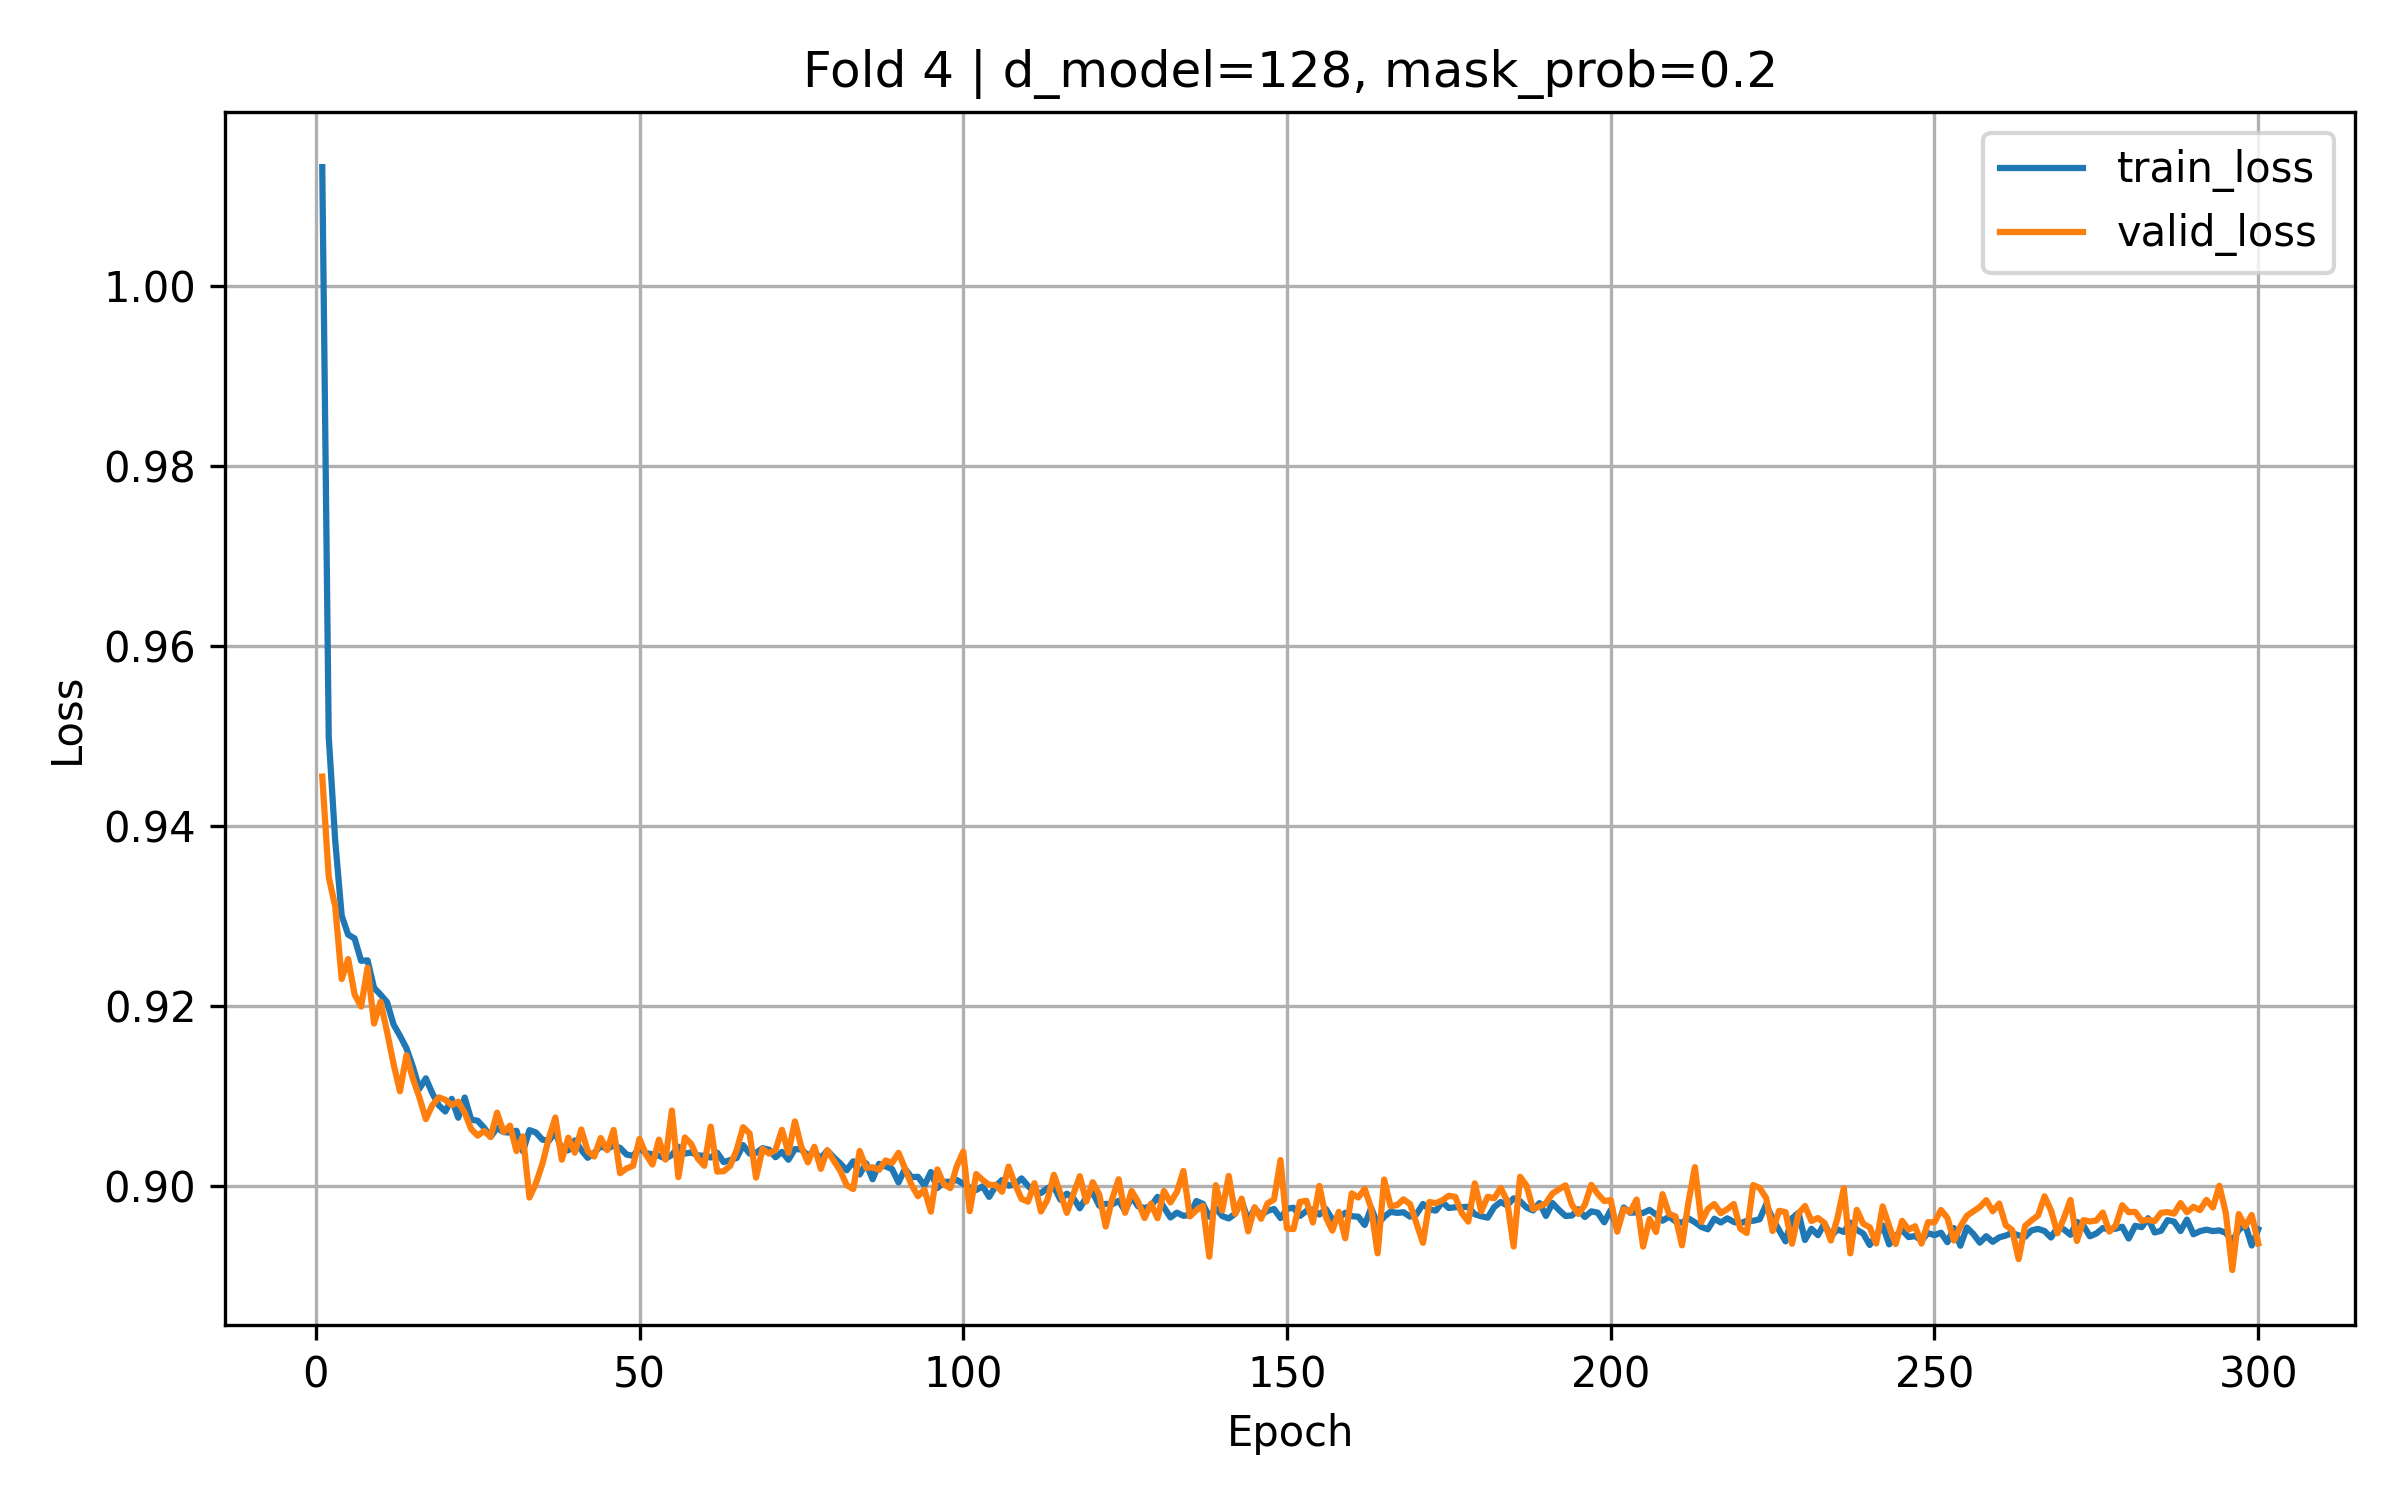 Fold 4 | d_model=128, mask_prob=0.2
train_loss
valid_loss
1.00
0.98
0.96
0.94
0.92
0.90
Loss
0 50 100 150 200 250 300
Epoch